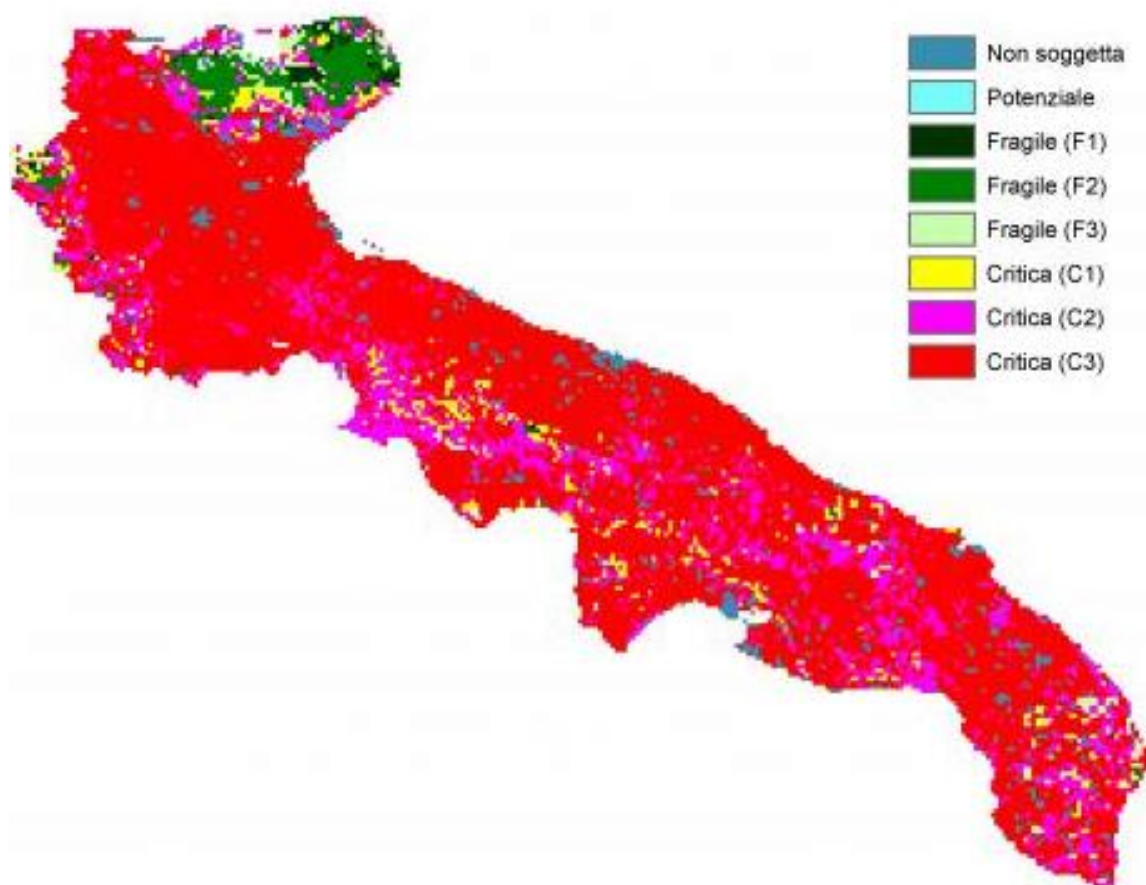 Non soggetta
Potenziale
Fragile (F1)
Fragile (F2)
Fragile (F3)
Critica (C1)
Critica (C2)
Critica (C3)